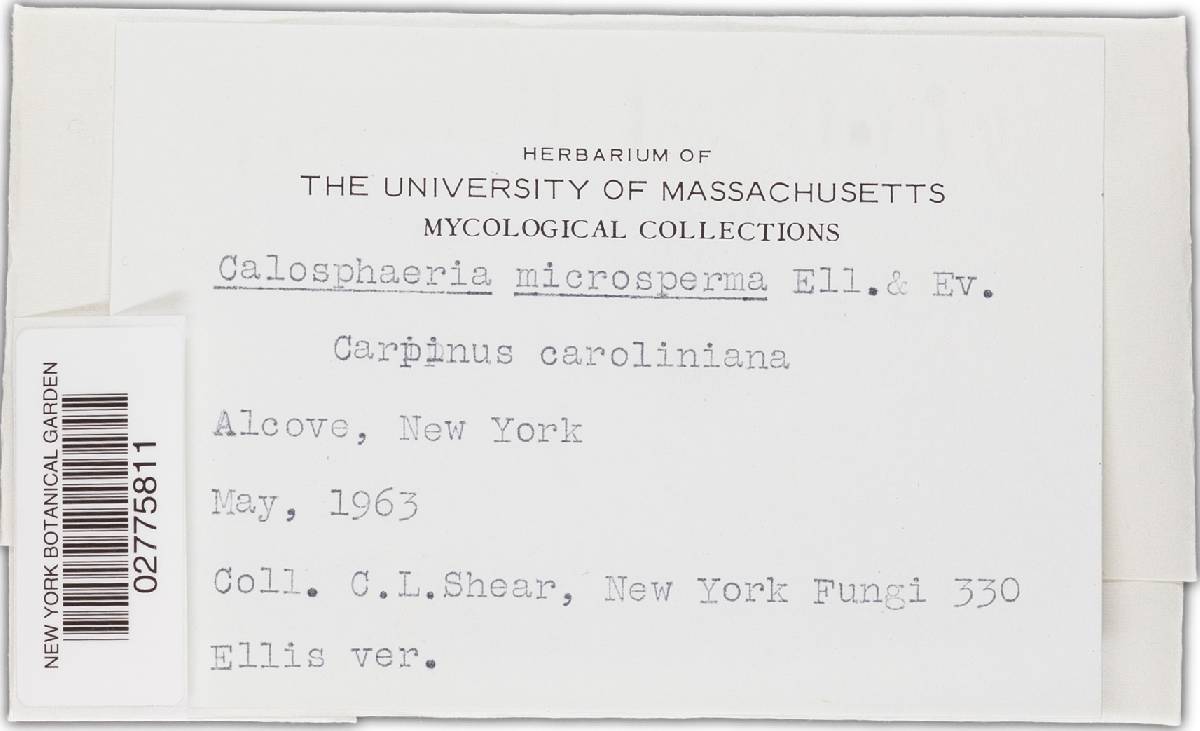 HERBARIUM OF
THE UNIVERSITY OF MASSACHUSETTS
MYCOLOGICAL COLLECTIONS
Calosphaeria microsperma Ell.& Ev.
Carpinus caroliniana
Alcove, New York
May, 1963
Coll. C.L.Shear, New York Fungi 330
Ellis ver.
NEW YORK BOTANICAL GARDEN
02775811